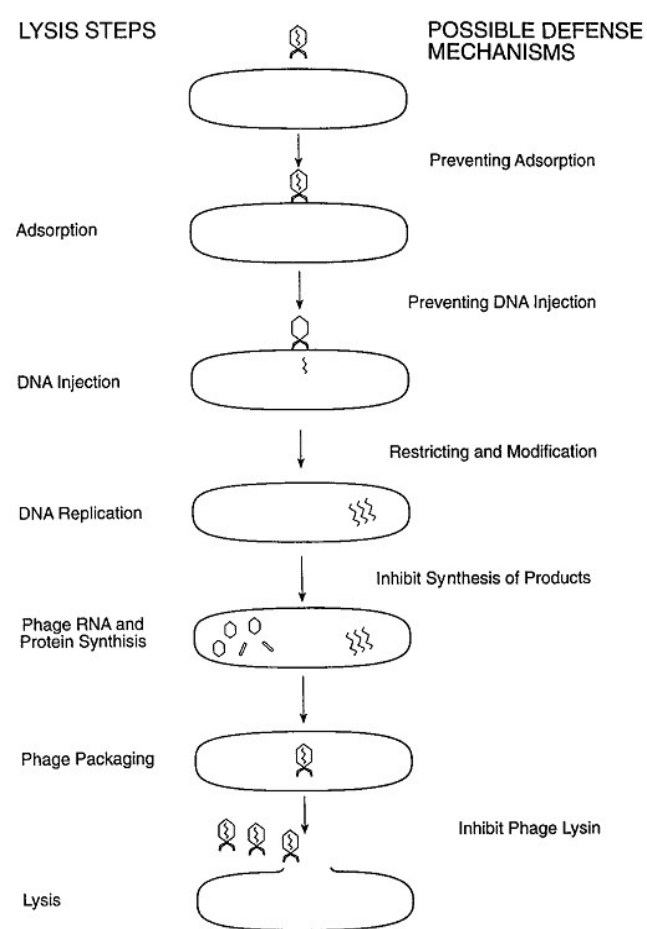 LYSIS STEPS
POSSIBLE DEFENSE
MECHANISMS
Preventing Adsorption
Adsorption
Preventing DNA Injection
DNA Injection
Restricting and Modification
DNA Replication
Inhibit Synthesis of Products
Phage RNA and
Protein Synthisis
Phage Packaging
Inhibit Phage Lysin
Lysis